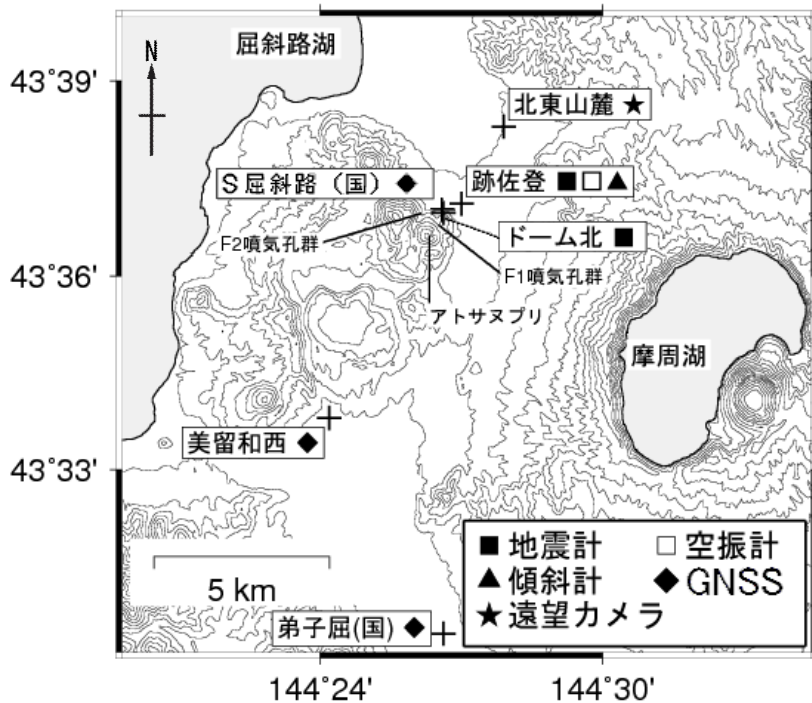 屈斜路湖
N
43°39'
北東山麓 ★
S屈斜路（国）◆
跡佐登 ■□▲
ドーム北 ■
F2噴気孔群
F1噴気孔群
43°36'
アトサヌプリ
摩周湖
美留和西 ◆
43°33'
■地震計 □空振計
▲傾斜計 ◆GNSS
★遠望カメラ
5 km
弟子屈(国) ◆
144°24'
144°30'